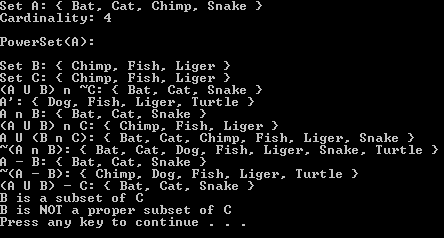 Set A: { Bat, Cat, Chimp, Snake }
Cardinality: 4
PowerSet(A):
Set B: { Chimp, Fish, Liger }
Set C: { Chimp, Fish, Liger }
(A U B) n ~C: { Bat, Cat, Snake }
A': { Dog, Fish, Liger, Turtle }
A n B: { Bat, Cat, Snake }
(A U B) n C: { Chimp, Fish, Liger }
A U (B n C): { Bat, Cat, Chimp, Fish, Liger, Snake }
~(A n B): { Bat, Cat, Dog, Fish, Liger, Snake, Turtle }
A - B: { Bat, Cat, Snake }
~(A - B): { Chimp, Dog, Fish, Liger, Turtle }
(A U B) - C: { Bat, Cat, Snake }
B is a subset of C
B is NOT a proper subset of C
Press any key to continue . . .